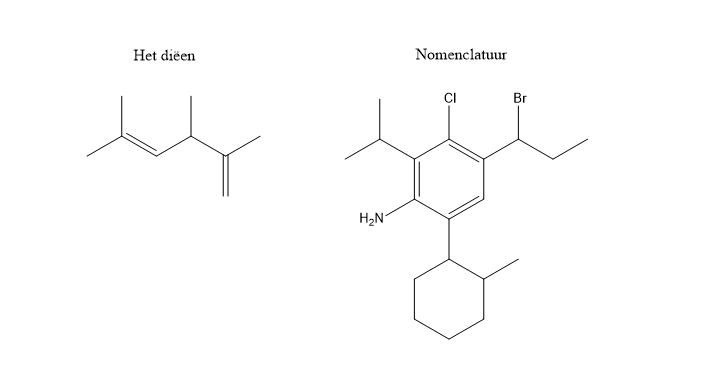 Het diëen
Nomenclatuur
Cl
Br
H₂N